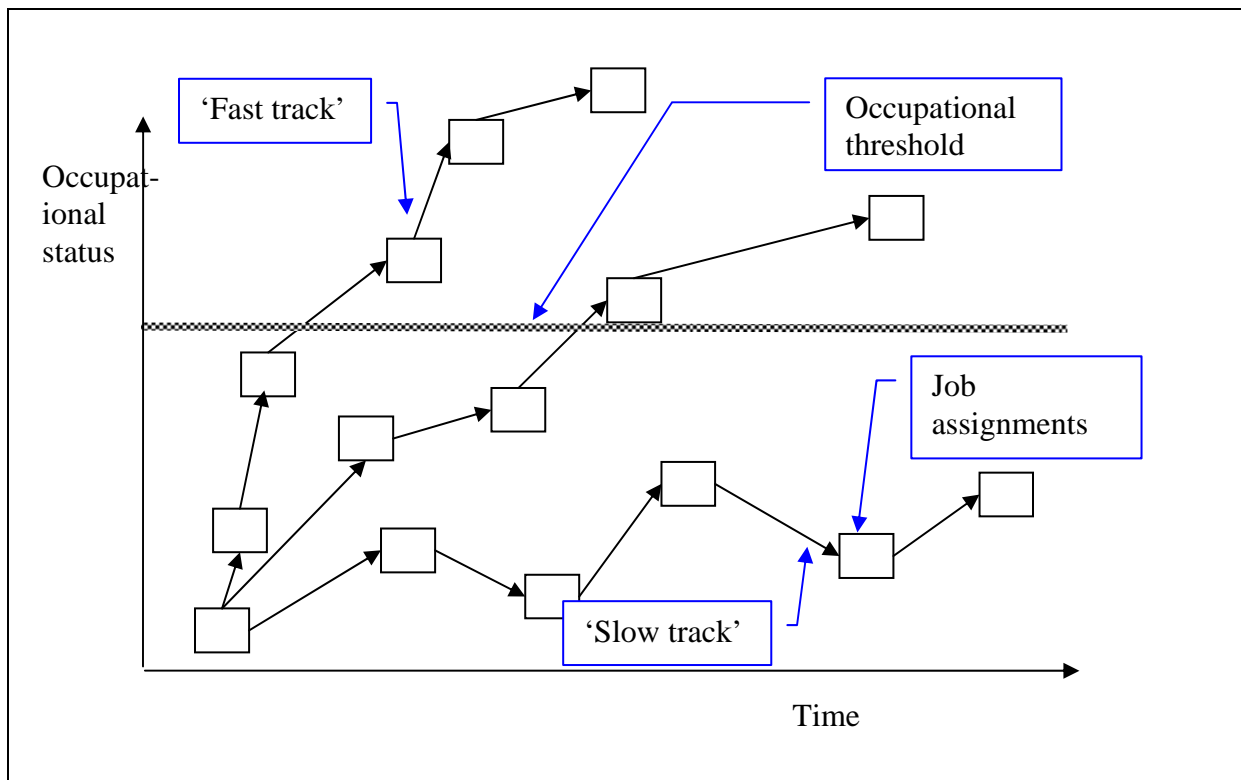 ‘Fast track’
Occupational
threshold
Occupat-
ional
status
Job
assignments
‘Slow track’
Time